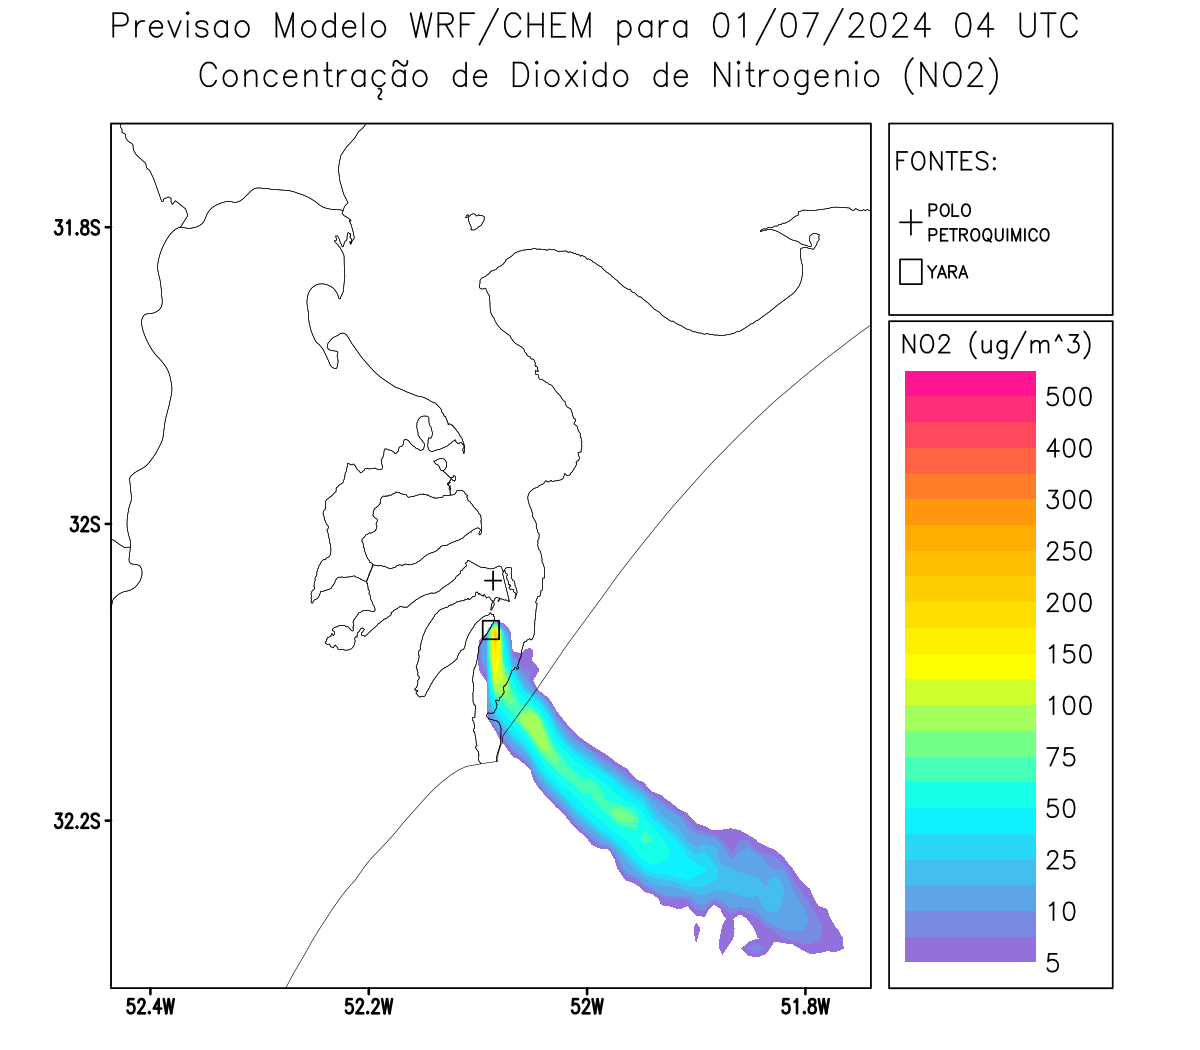 Previsao Modelo WRF/CHEM para 01/07/2024 04 UTC
Concentração de Dioxido de Nitrogenio (NO2)
FONTES:
POLO
PETROQUIMICO
YARA
NO2 (ug/m^3)
500
400
300
250
200
150
100
75
50
25
10
5
31.8S
32S
32.2S
52.4W
52.2W
52W
51.8W